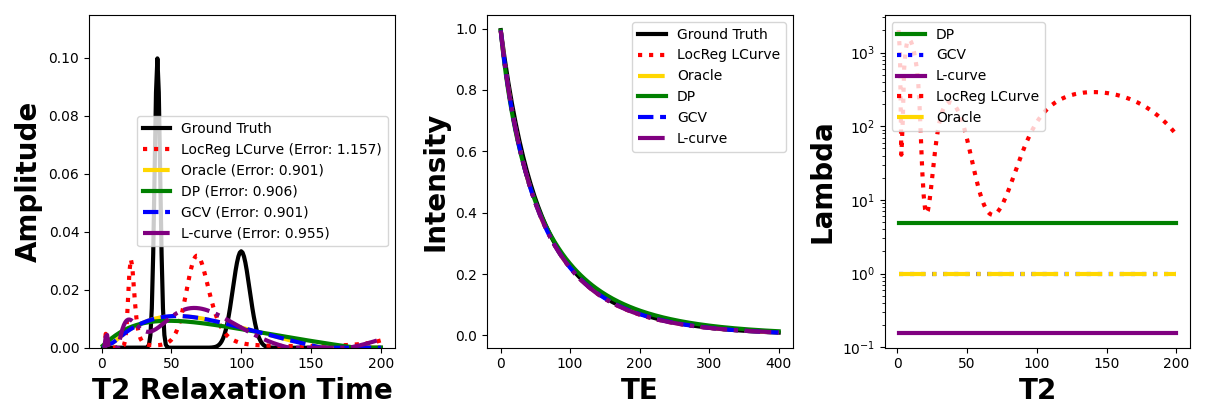 Amplitude
0.10
0.08
0.06
0.04
0.02
0.00
Ground Truth
LocReg LCurve (Error: 1.157)
Oracle (Error: 0.901)
DP (Error: 0.906)
GCV (Error: 0.901)
L-curve (Error: 0.955)
0 50 100 150 200
T2 Relaxation Time
Intensity
1.0
0.8
0.6
0.4
0.2
0.0
Ground Truth
LocReg LCurve
Oracle
DP
GCV
L-curve
0 100 200 300 400
TE
Lambda
10³
10²
10¹
10⁰
10⁻¹
DP
GCV
L-curve
LocReg LCurve
Oracle
0 50 100 150 200
T2